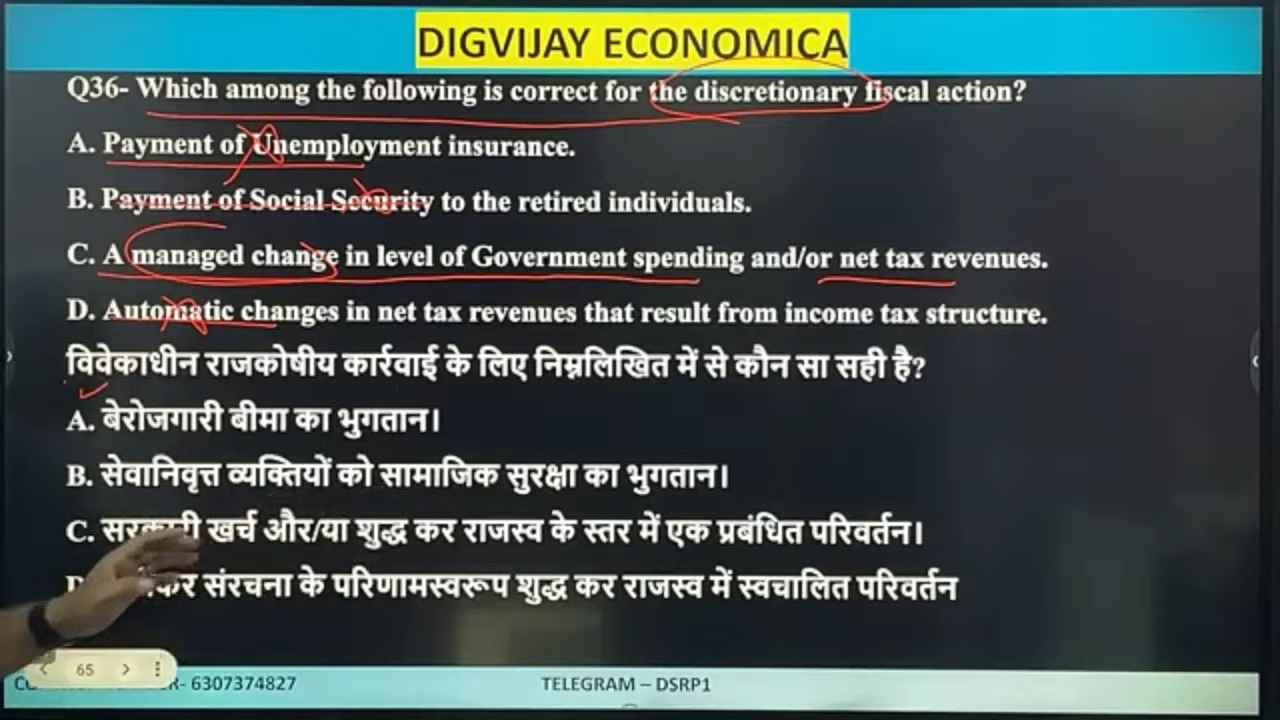 DIGVIJAY ECONOMICA
Q36- Which among the following is correct for the discretionary fiscal action?
A. Payment of Unemployment insurance.
B. Payment of Social Security to the retired individuals.
C. A managed change in level of Government spending and/or net tax revenues.
D. Automatic changes in net tax revenues that result from income tax structure.
विवेकाधीन राजकोषीय कार्रवाई के लिए निम्नलिखित में से कौन सा सही है?
A. बेरोजगारी बीमा का भुगतान।
B. सेवानिवृत्त व्यक्तियों को सामाजिक सुरक्षा का भुगतान।
C. सरकारी खर्च और/या शुद्ध कर राजस्व के स्तर में एक प्रबंधित परिवर्तन।
संरचना के परिणामस्वरूप शुद्ध कर राजस्व में स्वचालित परिवर्तन
65
6307374827
TELEGRAM – DSRP1